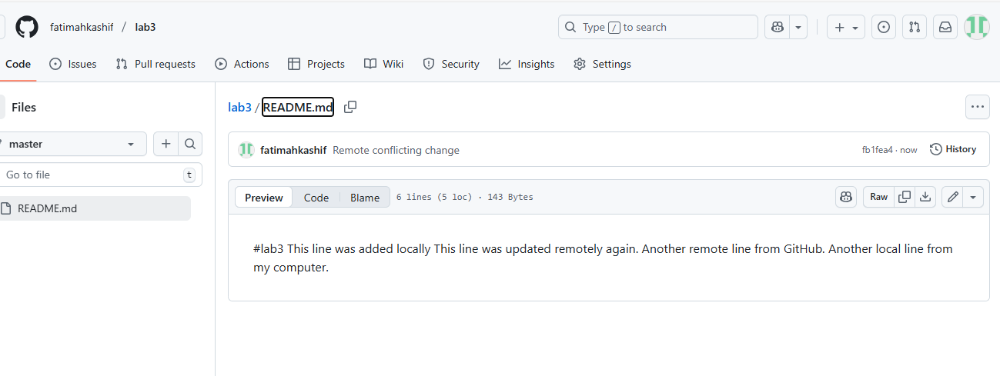 fatimahkashif / lab3
Type / to search
Code Issues Pull requests Actions Projects Wiki Security Insights Settings
Files
master
Go to file t
README.md
lab3 / README.md
fatimahkashif Remote conflicting change fb1fea4 · now History
Preview Code Blame 6 lines (5 loc) · 143 Bytes Raw
#lab3 This line was added locally This line was updated remotely again. Another remote line from GitHub. Another local line from
my computer.